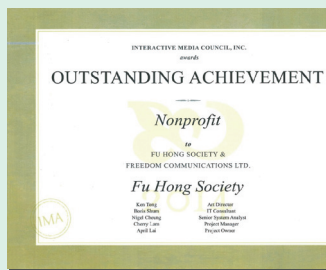 INTERACTIVE MEDIA COUNCIL, INC.
awards
OUTSTANDING ACHIEVEMENT
Nonprofit
to
FU HONG SOCIETY &
FREEDOM COMMUNICATIONS LTD.
Fu Hong Society
Ken Tong Art Director
Boris Shum IT Consultant
Nigel Cheung Senior System Analyst
Cherry Lam Project Manager
April Lai Project Owner
IMA